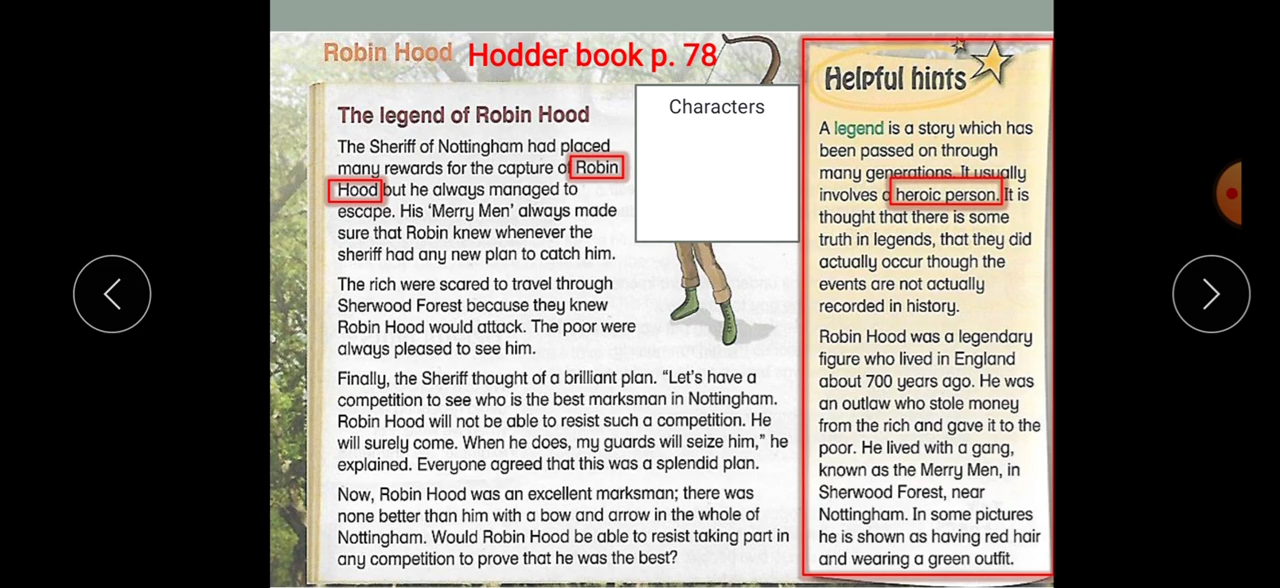 Robin Hood Hodder book p. 78
The legend of Robin Hood
The Sheriff of Nottingham had placed
many rewards for the capture of Robin
Hood but he always managed to
escape. His ‘Merry Men’ always made
sure that Robin knew whenever the
sheriff had any new plan to catch him.
The rich were scared to travel through
Sherwood Forest because they knew
Robin Hood would attack. The poor were
always pleased to see him.
Finally, the Sheriff thought of a brilliant plan. “Let’s have a
competition to see who is the best marksman in Nottingham.
Robin Hood will not be able to resist such a competition. He
will surely come. When he does, my guards will seize him,” he
explained. Everyone agreed that this was a splendid plan.
Now, Robin Hood was an excellent marksman; there was
none better than him with a bow and arrow in the whole of
Nottingham. Would Robin Hood be able to resist taking part in
any competition to prove that he was the best?
Characters
Helpful hints
A legend is a story which has
been passed on through
many generations. It usually
involves a heroic person. It is
thought that there is some
truth in legends, that they did
actually occur though the
events are not actually
recorded in history.
Robin Hood was a legendary
figure who lived in England
about 700 years ago. He was
an outlaw who stole money
from the rich and gave it to the
poor. He lived with a gang,
known as the Merry Men, in
Sherwood Forest, near
Nottingham. In some pictures
he is shown as having red hair
and wearing a green outfit.